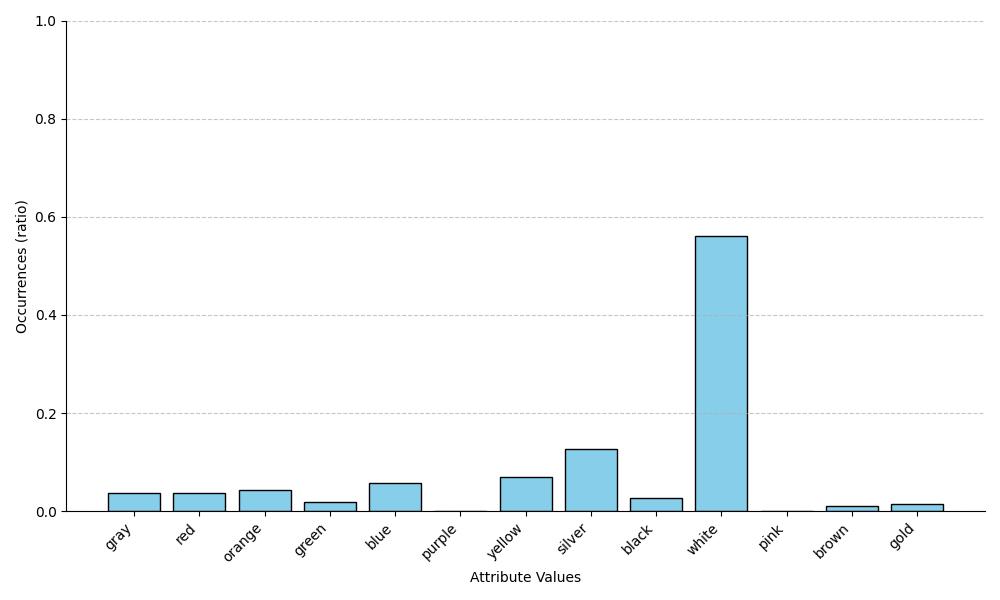 1.0
0.8
0.6
0.4
0.2
0.0
Occurrences (ratio)
gray
red
orange
green
blue
purple
yellow
silver
black
white
pink
brown
gold
Attribute Values